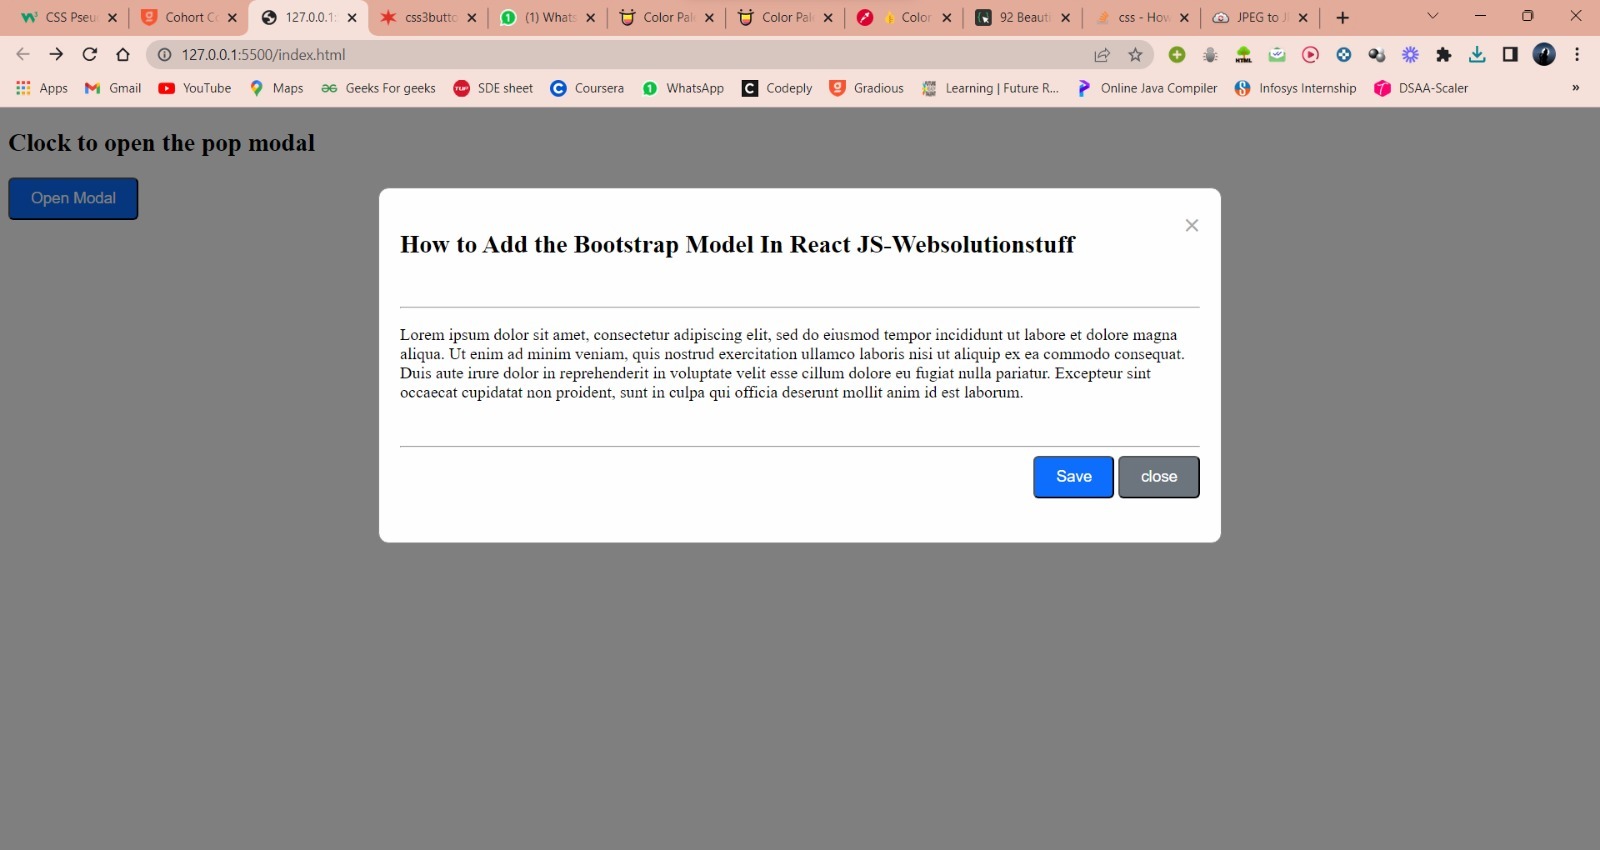 CSS Pseu
Cohort Co
127.0.0.1:
css3butto
(1) Whats
Color Pal
Color Pal
Color
92 Beauti
css - How
JPEG to J
127.0.0.1:5500/index.html
Apps
Gmail
YouTube
Maps
Geeks For geeks
SDE sheet
Coursera
WhatsApp
Codeply
Gradious
Learning | Future R...
Online Java Compiler
Infosys Internship
DSAA-Scaler
»
Clock to open the pop modal
Open Modal
×
How to Add the Bootstrap Model In React JS-Websolutionstuff
Lorem ipsum dolor sit amet, consectetur adipiscing elit, sed do eiusmod tempor incididunt ut labore et dolore magna
aliqua. Ut enim ad minim veniam, quis nostrud exercitation ullamco laboris nisi ut aliquip ex ea commodo consequat.
Duis aute irure dolor in reprehenderit in voluptate velit esse cillum dolore eu fugiat nulla pariatur. Excepteur sint
occaecat cupidatat non proident, sunt in culpa qui officia deserunt mollit anim id est laborum.
Save
close